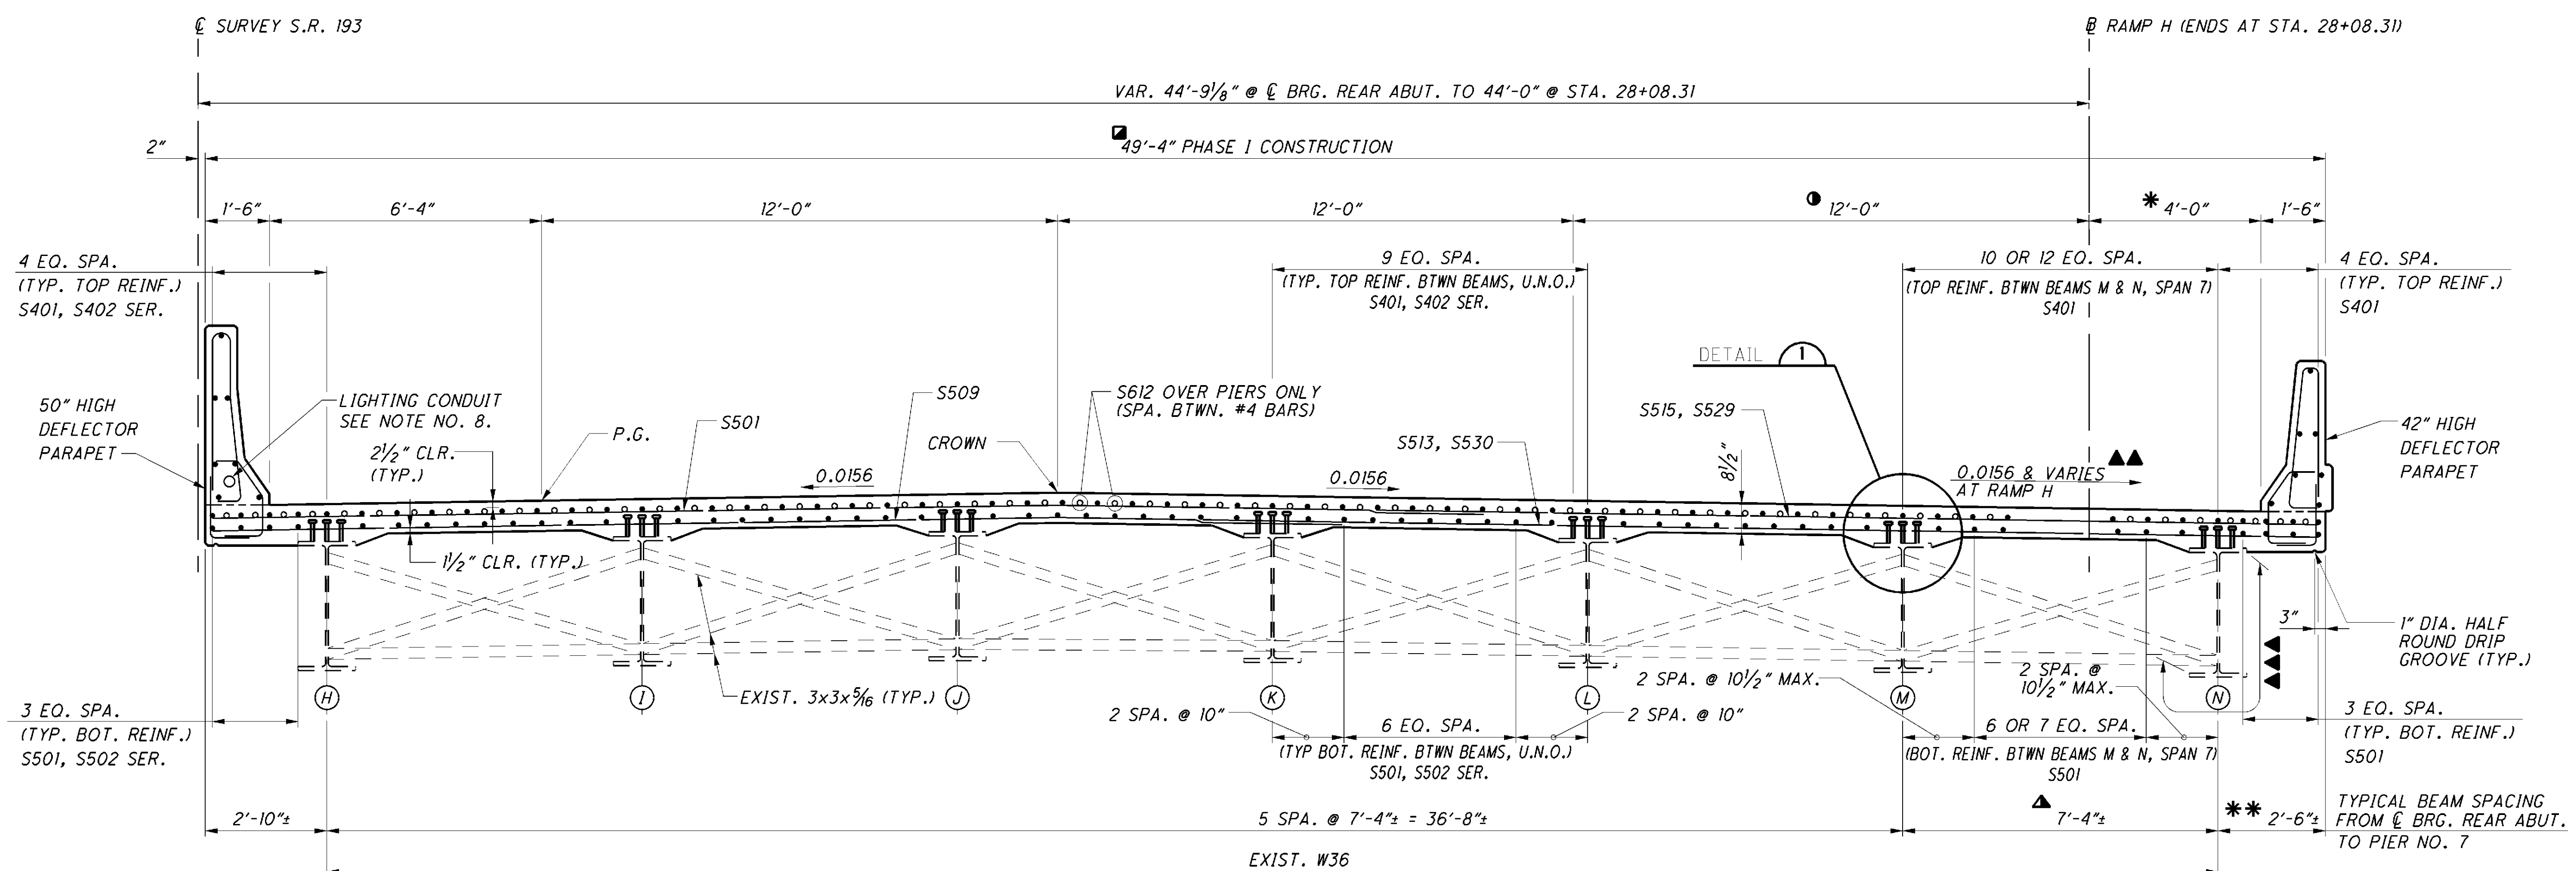 ℄ SURVEY S.R. 193
℄ RAMP H (ENDS AT STA. 28+08.31)
VAR. 44'-9⅛" @ ℄ BRG. REAR ABUT. TO 44'-0" @ STA. 28+08.31
2"
49'-4" PHASE I CONSTRUCTION
1'-6"
6'-4"
12'-0"
12'-0"
12'-0"
4'-0"
1'-6"
4 EQ. SPA.
(TYP. TOP REINF.)
S401, S402 SER.
9 EQ. SPA.
(TYP. TOP REINF. BTWN BEAMS, U.N.O.)
S401, S402 SER.
10 OR 12 EQ. SPA.
(TOP REINF. BTWN BEAMS M & N, SPAN 7)
S401
4 EQ. SPA.
(TYP. TOP REINF.)
S401
DETAIL 1
50" HIGH
DEFLECTOR
PARAPET
LIGHTING CONDUIT
SEE NOTE NO. 8.
2½" CLR.
(TYP.)
P.G.
S501
S509
CROWN
S612 OVER PIERS ONLY
(SPA. BTWN. #4 BARS)
S513, S530
S515, S529
8½"
0.0156
0.0156
0.0156 & VARIES
AT RAMP H
42" HIGH
DEFLECTOR
PARAPET
1½" CLR. (TYP.)
EXIST. 3x3x5⁄16 (TYP.)
3"
1" DIA. HALF
ROUND DRIP
GROOVE (TYP.)
H
I
J
K
L
M
N
2 SPA. @ 10½" MAX.
2 SPA. @
10½" MAX.
3 EQ. SPA.
(TYP. BOT. REINF.)
S501, S502 SER.
2 SPA. @ 10"
6 EQ. SPA.
2 SPA. @ 10"
(TYP BOT. REINF. BTWN BEAMS, U.N.O.)
S501, S502 SER.
6 OR 7 EQ. SPA.
(BOT. REINF. BTWN BEAMS M & N, SPAN 7)
S501
3 EQ. SPA.
(TYP. BOT. REINF.)
S501
2'-10"±
5 SPA. @ 7'-4"± = 36'-8"±
7'-4"±
** 2'-6"±
TYPICAL BEAM SPACING
FROM ℄ BRG. REAR ABUT.
TO PIER NO. 7
EXIST. W36